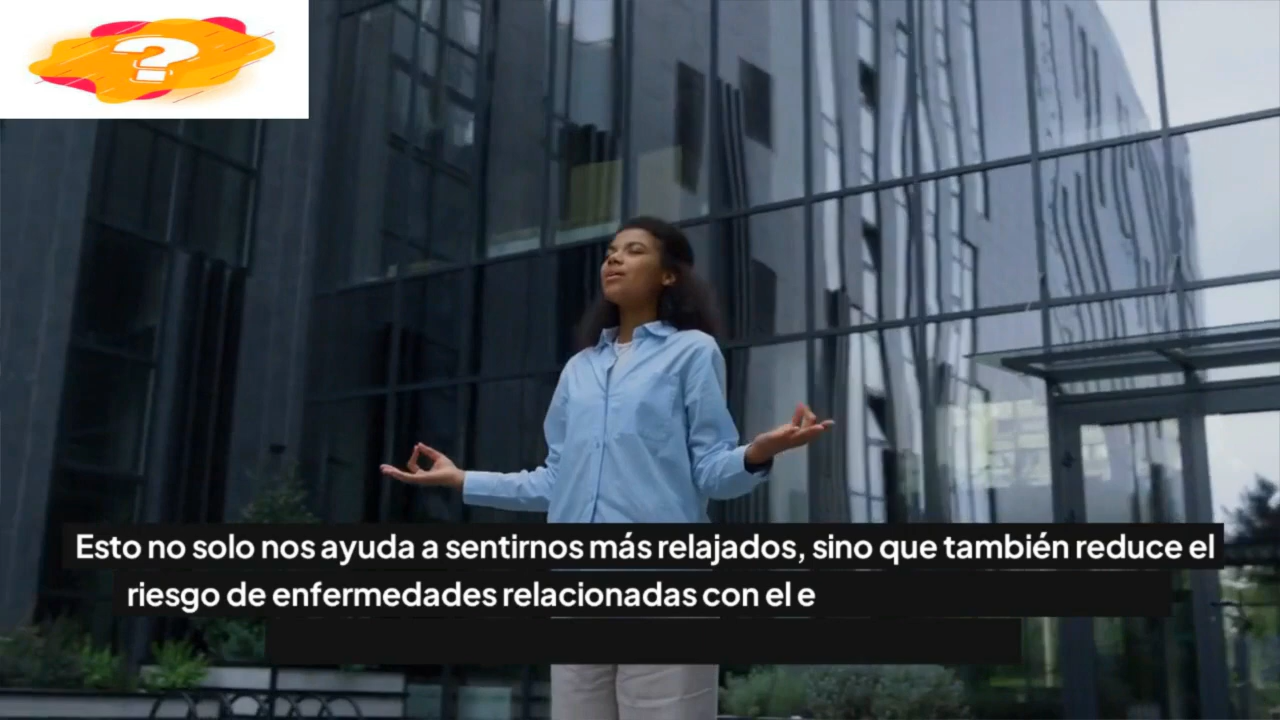 ?
Esto no solo nos ayuda a sentirnos más relajados, sino que también reduce el
riesgo de enfermedades relacionadas con el e